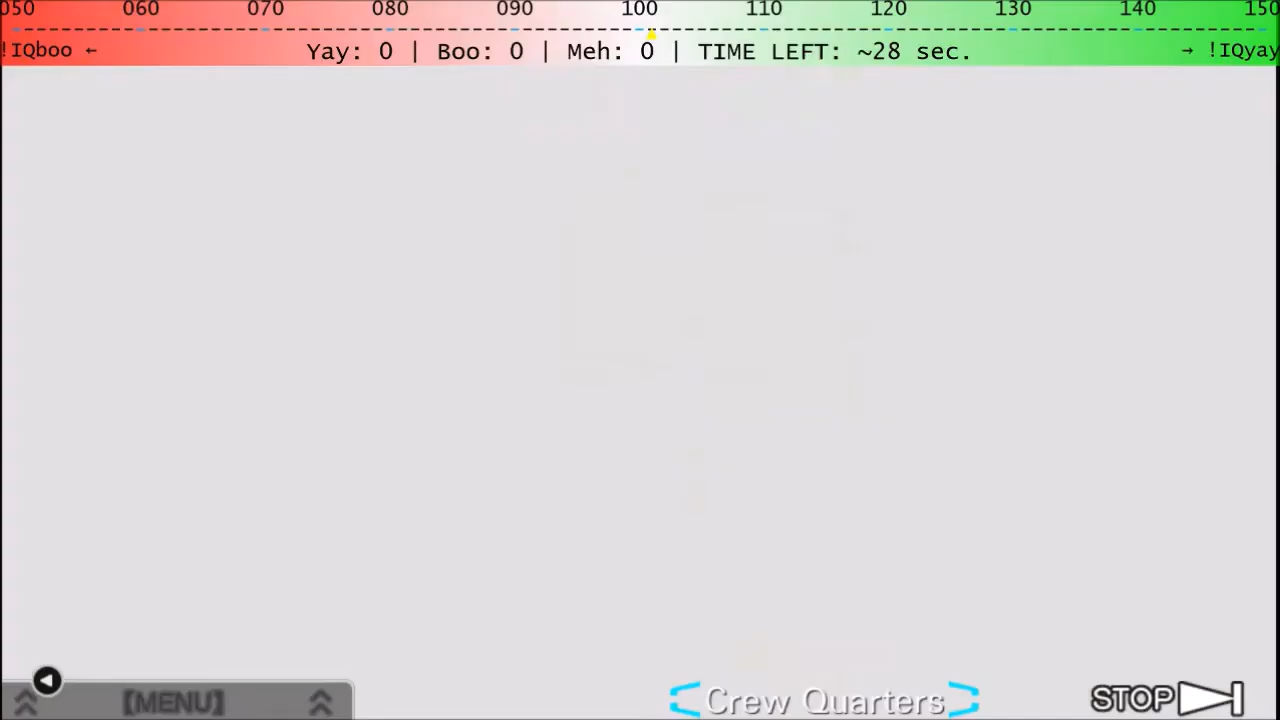 050 060 070 080 090 100 110 120 130 140 150
!IQboo ← Yay: 0 | Boo: 0 | Meh: 0 | TIME LEFT: ~28 sec. → !IQyay
【MENU】 Crew Quarters STOP